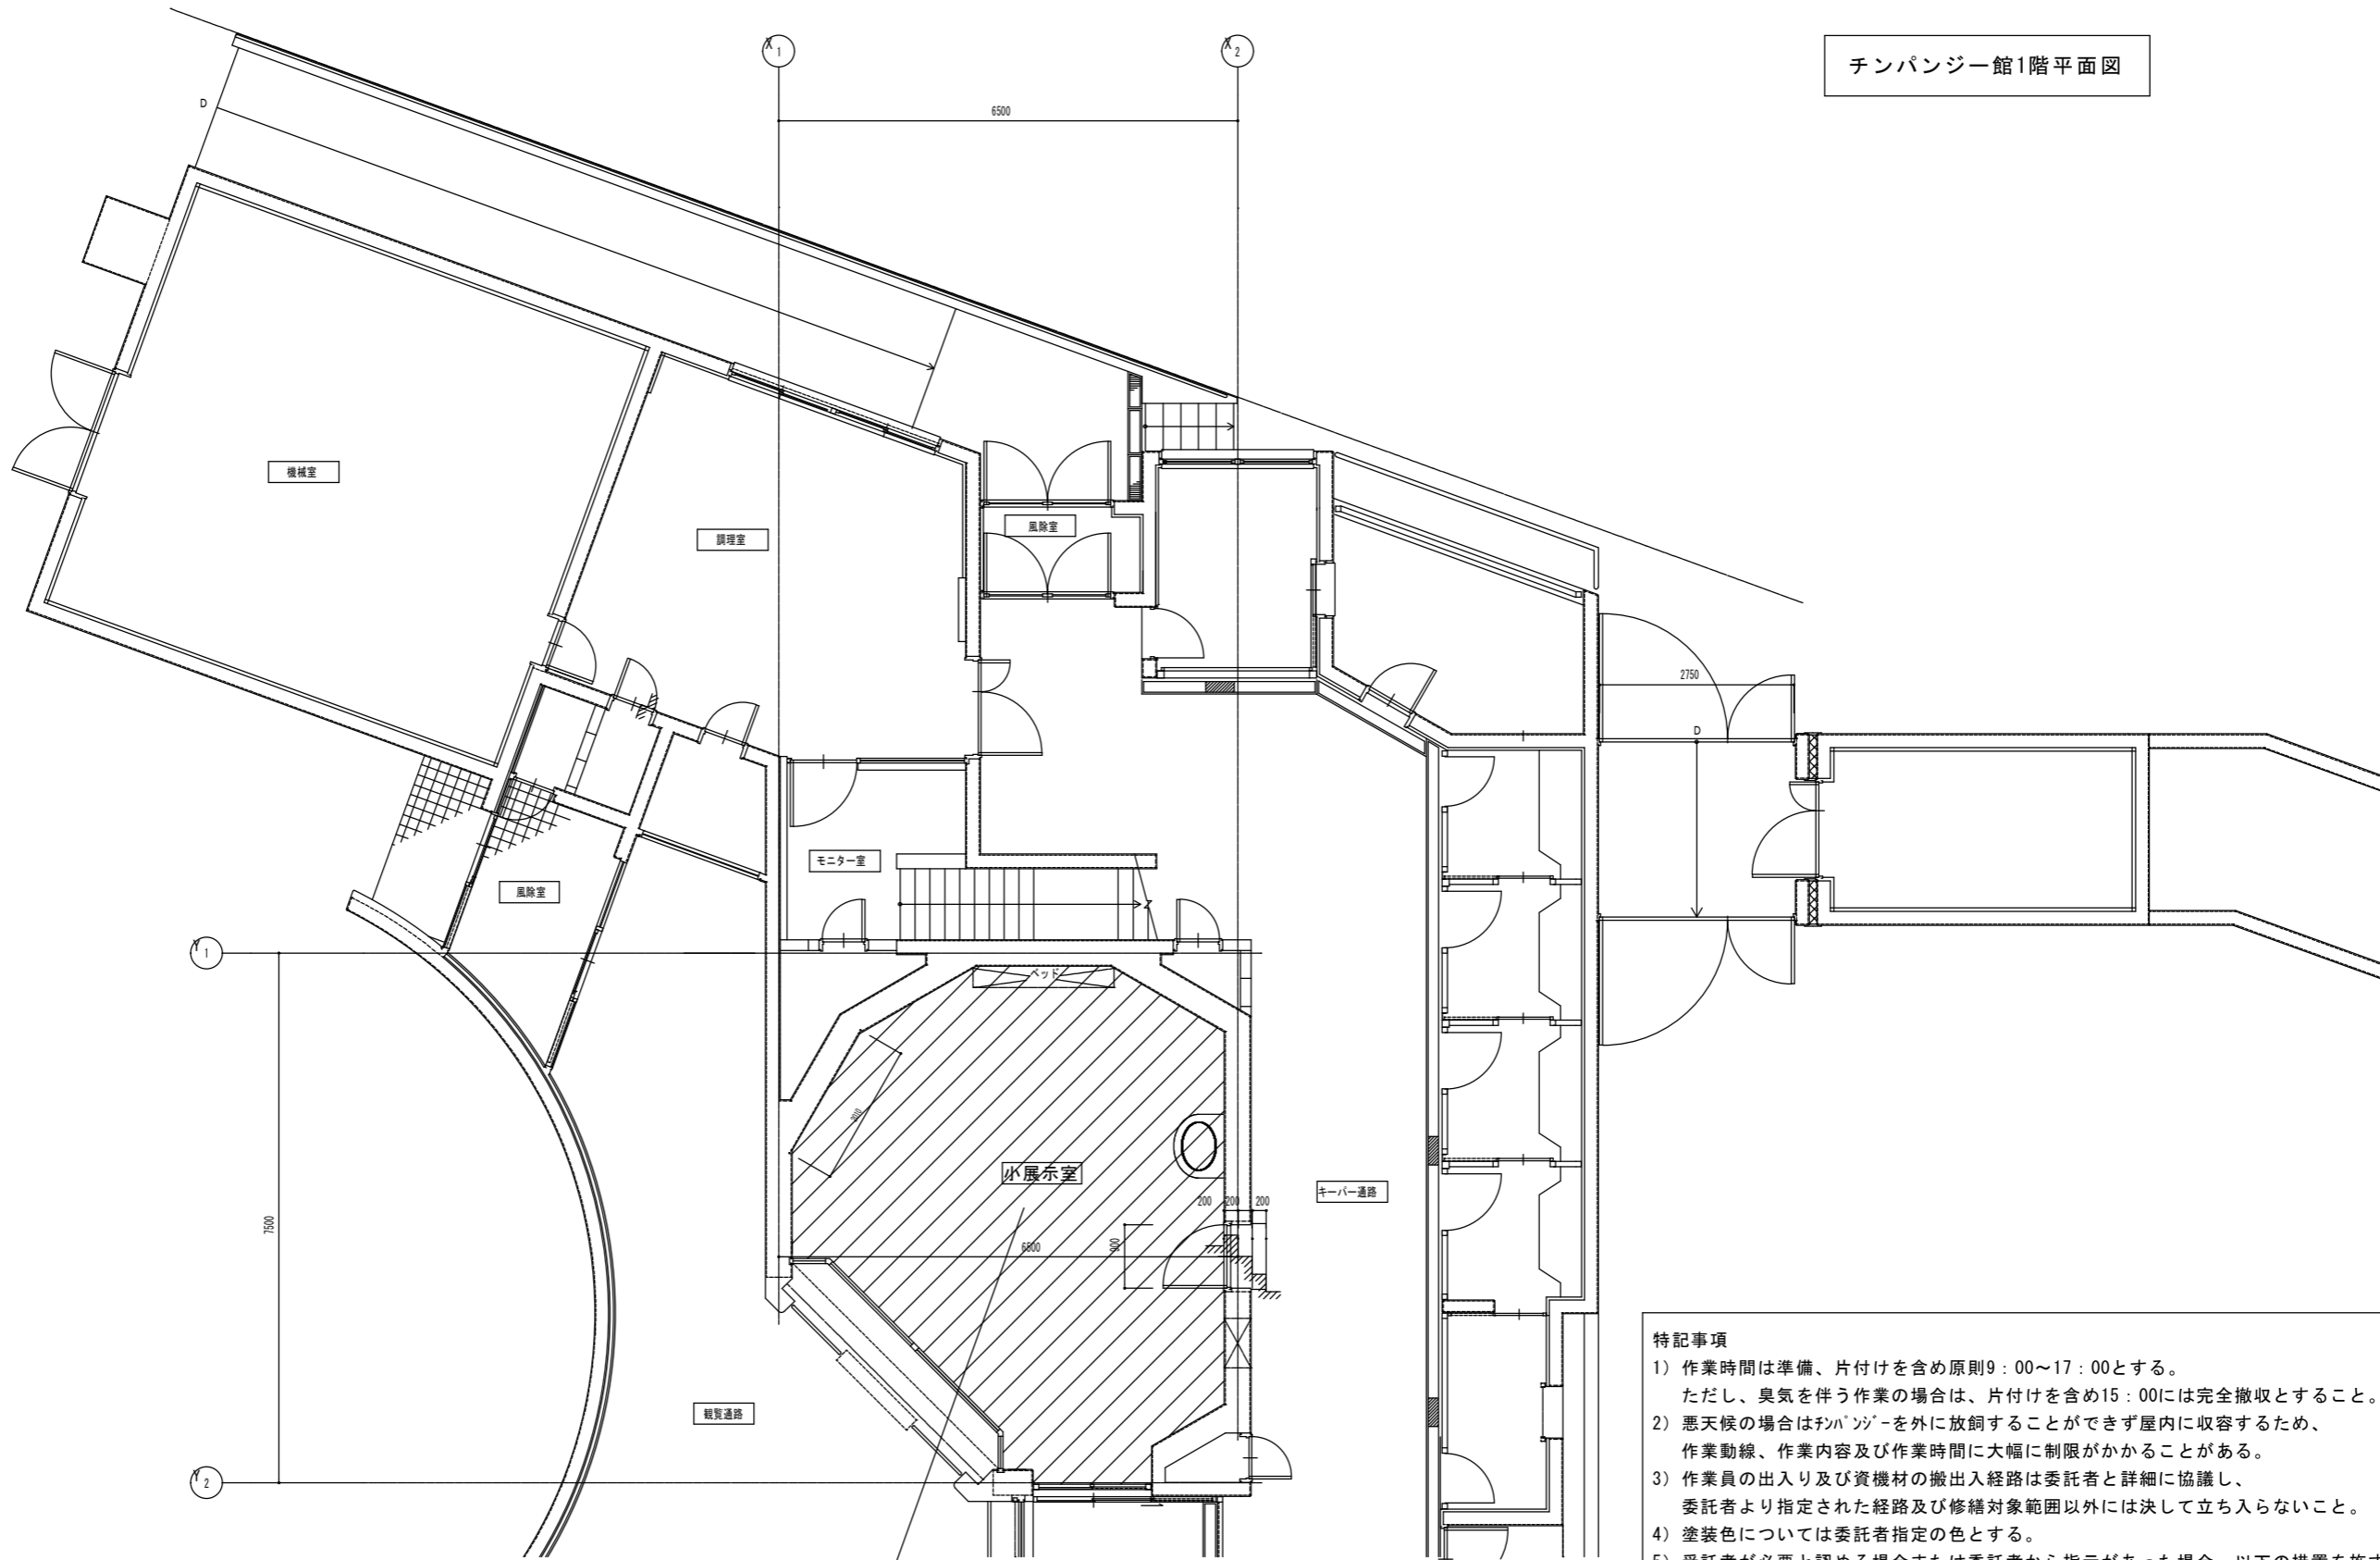 チンパンジー館1階平面図
X1
X2
6500
D
機械室
調理室
風除室
2750
D
モニター室
風除室
Y1
ベッド
小展示室
キーパー通路
200
200
200
900
7500
観覧通路
Y2
特記事項
1) 作業時間は準備、片付けを含め原則9:00～17:00とする。
ただし、臭気を伴う作業の場合は、片付けを含め15:00には完全撤収とすること。
2) 悪天候の場合はﾁﾝﾊﾟﾝｼﾞｰを外に放飼することができず屋内に収容するため、
作業動線、作業内容及び作業時間に大幅に制限がかかることがある。
3) 作業員の出入り及び資機材の搬出入経路は委託者と詳細に協議し、
委託者より指定された経路及び修繕対象範囲以外には決して立ち入らないこと。
4) 塗装色については委託者指定の色とする。